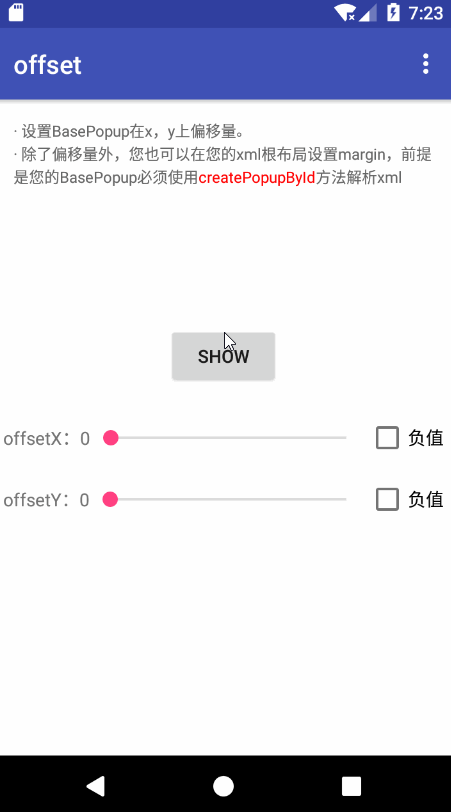 7:23
offset
· 设置BasePopup在x，y上偏移量。
· 除了偏移量外，您也可以在您的xml根布局设置margin，前提
是您的BasePopup必须使用createPopupById方法解析xml
SHOW
offsetX：0 负值
offsetY：0 负值